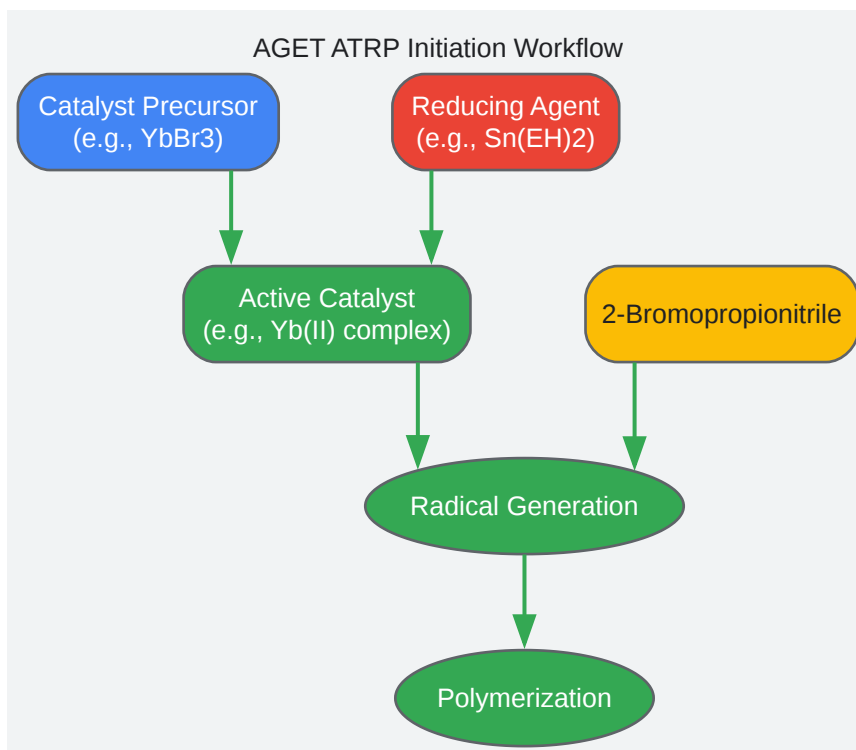 AGET ATRP Initiation Workflow
Catalyst Precursor
(e.g., YbBr3)
Reducing Agent
(e.g., Sn(EH)2)
Active Catalyst
(e.g., Yb(II) complex)
2-Bromopropionitrile
Radical Generation
Polymerization